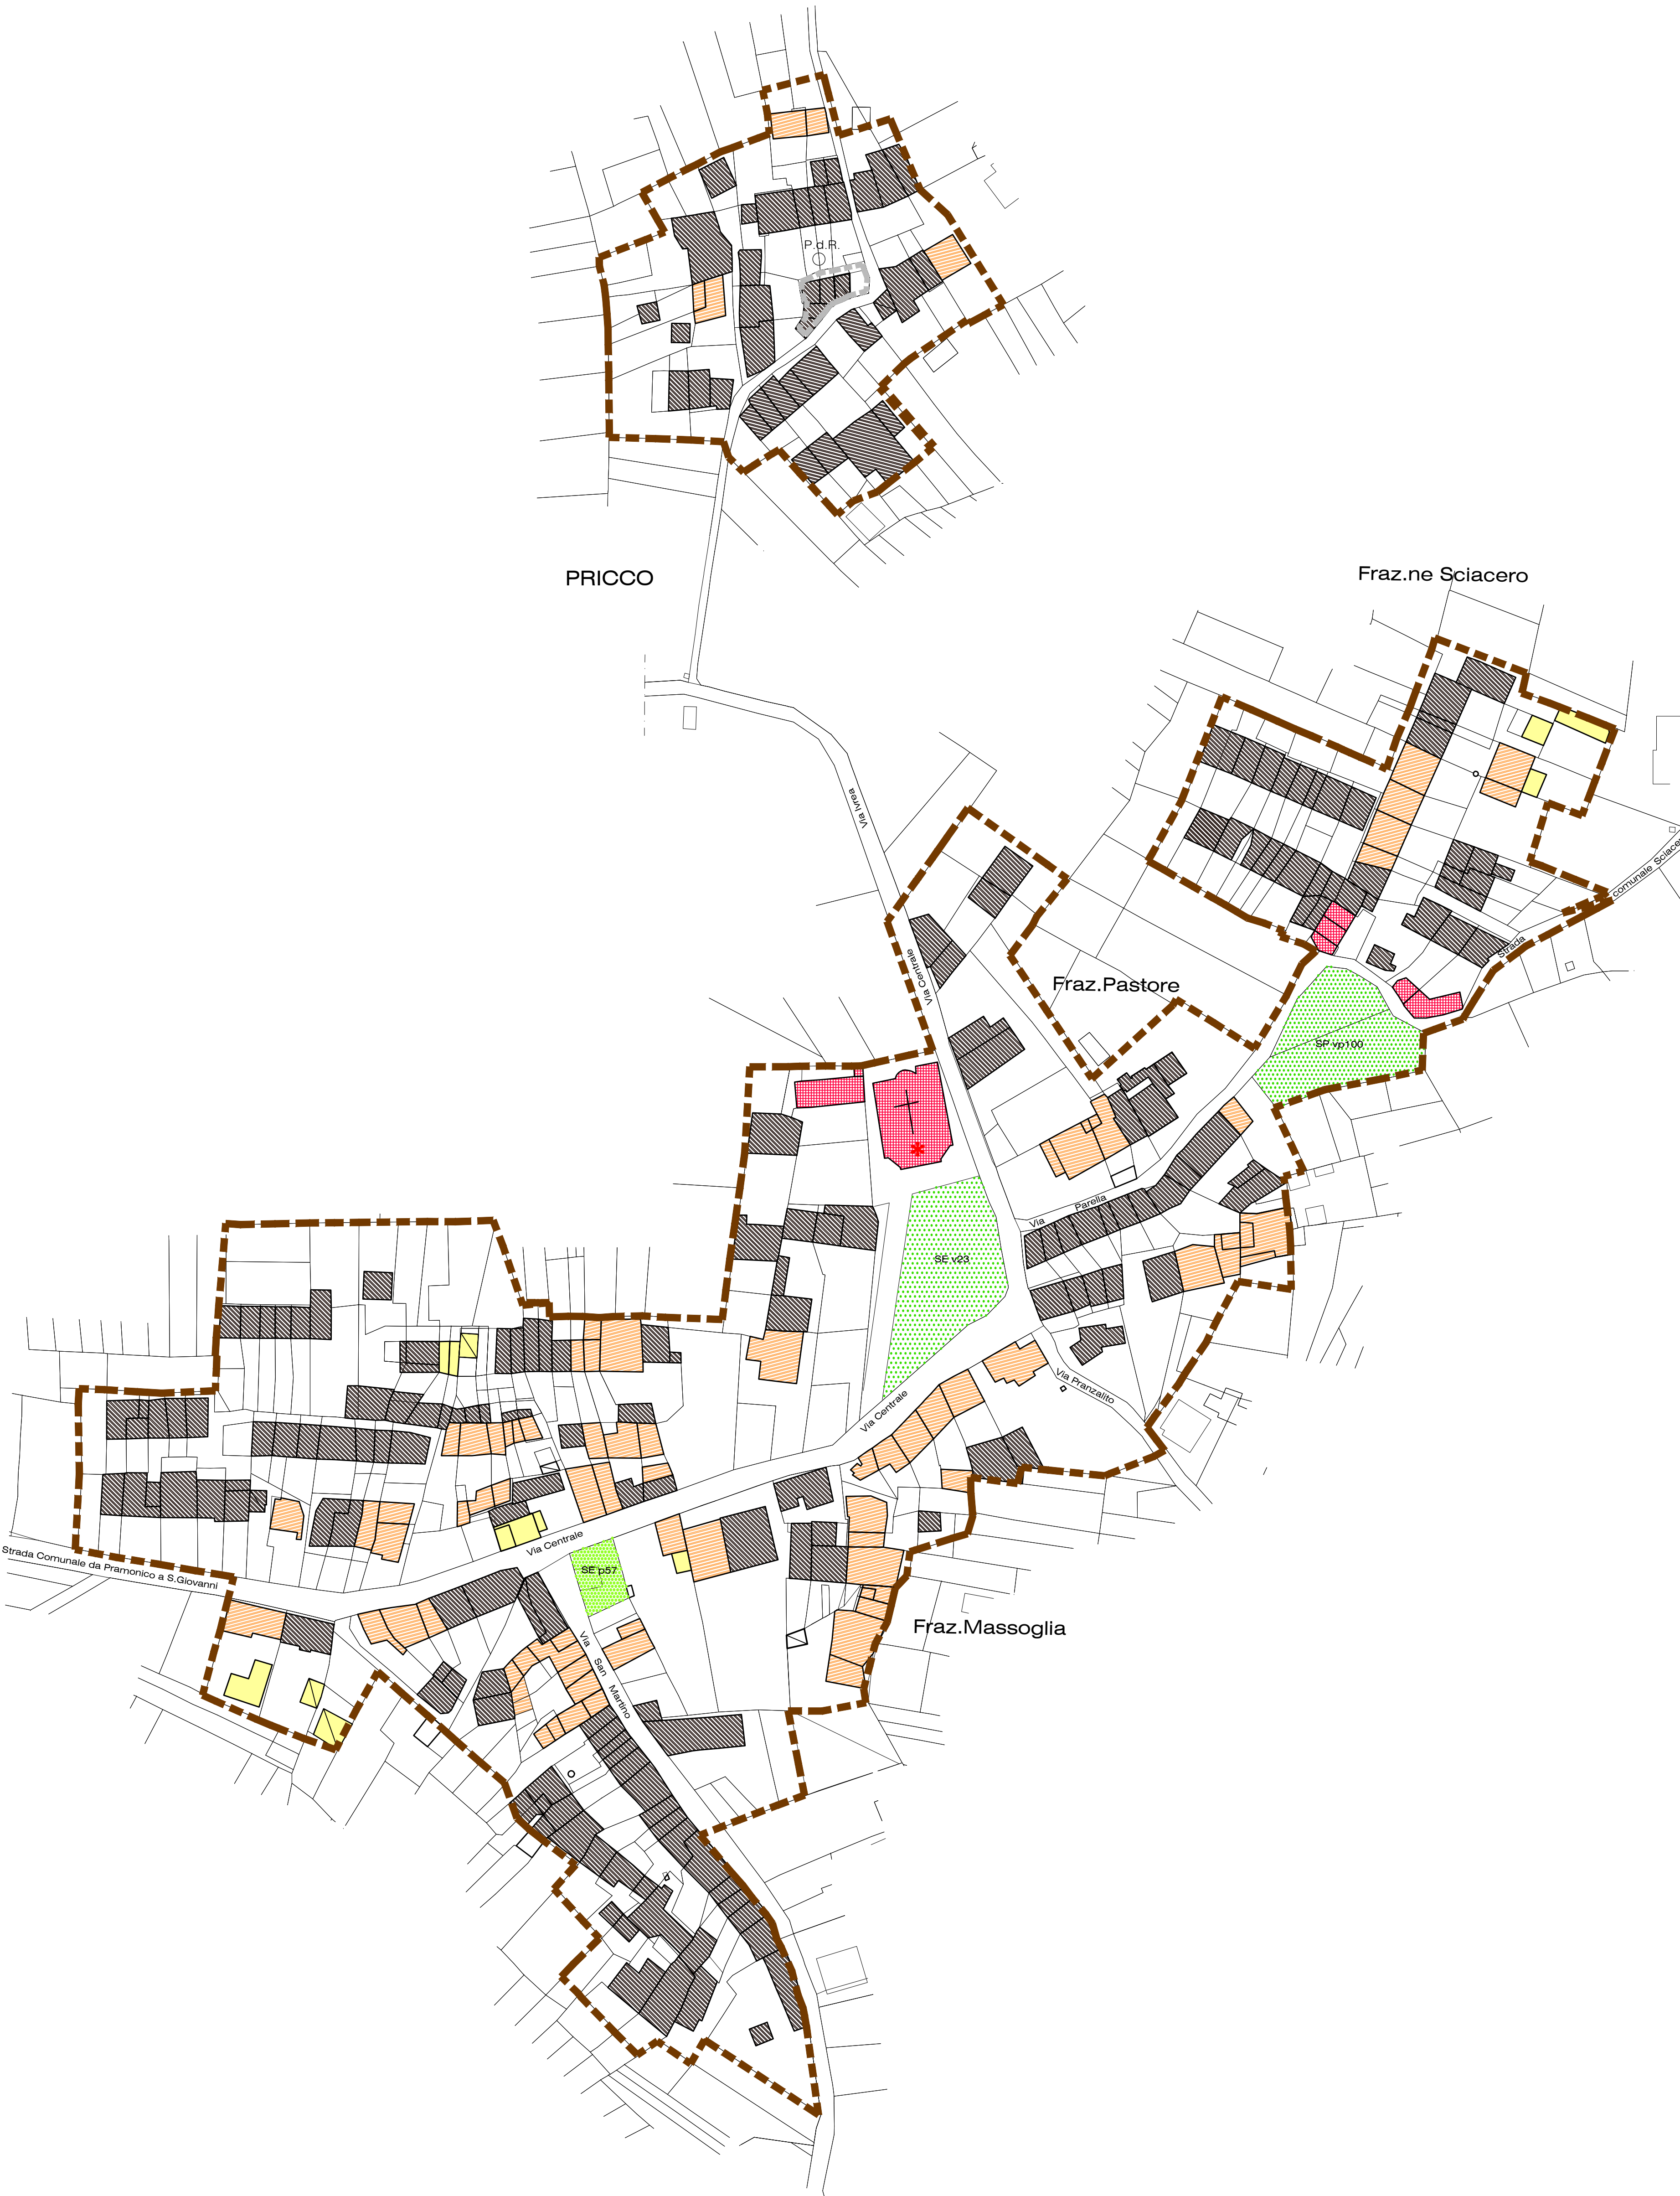 P.d.R.
PRICCO
Fraz.ne Sciacero
Via Ivrea
Via Centrale
Fraz.Pastore
Strada
comunale Sciace
SP vp100
Via Parella
SE v23
Via Pranzalito
Via Centrale
Via Centrale
Strada Comunale da Pramonico a S.Giovanni
SE p57
Fraz.Massoglia
Via San Martino